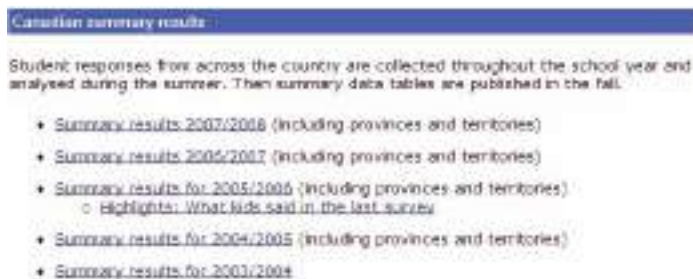 Canadian summary results
Student responses from across the country are collected throughout the school year and
analysed during the summer. Then summary data tables are published in the fall.
Summary results 2007/2008 (including provinces and territories)
Summary results 2006/2007 (including provinces and territories)
Summary results for 2005/2006 (including provinces and territories)
Highlights: What kids said in the last survey
Summary results for 2004/2005 (including provinces and territories)
Summary results for 2003/2004